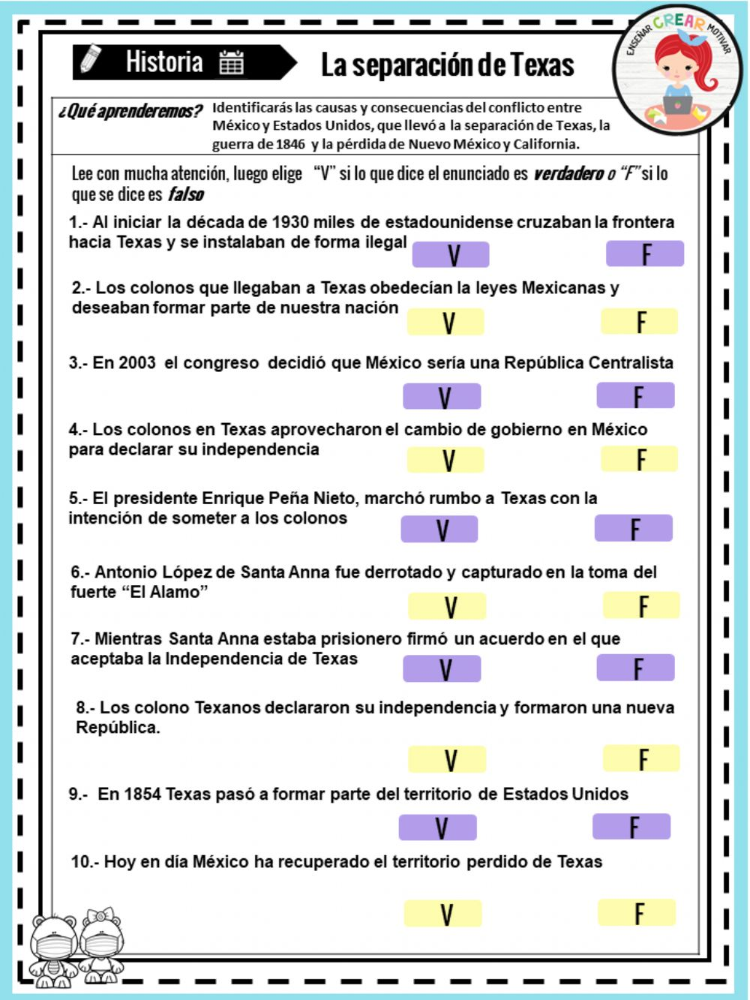 Historia
La separación de Texas
ENSEÑAR CREAR MOTIVAR
¿Qué aprenderemos? Identificarás las causas y consecuencias del conflicto entre
México y Estados Unidos, que llevó a la separación de Texas, la
guerra de 1846 y la pérdida de Nuevo México y California.
Lee con mucha atención, luego elige “V” si lo que dice el enunciado es verdadero o “F” si lo
que se dice es falso
1.- Al iniciar la década de 1930 miles de estadounidense cruzaban la frontera
hacia Texas y se instalaban de forma ilegal
V F
2.- Los colonos que llegaban a Texas obedecían la leyes Mexicanas y
deseaban formar parte de nuestra nación
V F
3.- En 2003 el congreso decidió que México sería una República Centralista
V F
4.- Los colonos en Texas aprovecharon el cambio de gobierno en México
para declarar su independencia
V F
5.- El presidente Enrique Peña Nieto, marchó rumbo a Texas con la
intención de someter a los colonos
V F
6.- Antonio López de Santa Anna fue derrotado y capturado en la toma del
fuerte “El Alamo”
V F
7.- Mientras Santa Anna estaba prisionero firmó un acuerdo en el que
aceptaba la Independencia de Texas
V F
8.- Los colono Texanos declararon su independencia y formaron una nueva
República.
V F
9.- En 1854 Texas pasó a formar parte del territorio de Estados Unidos
V F
10.- Hoy en día México ha recuperado el territorio perdido de Texas
V F